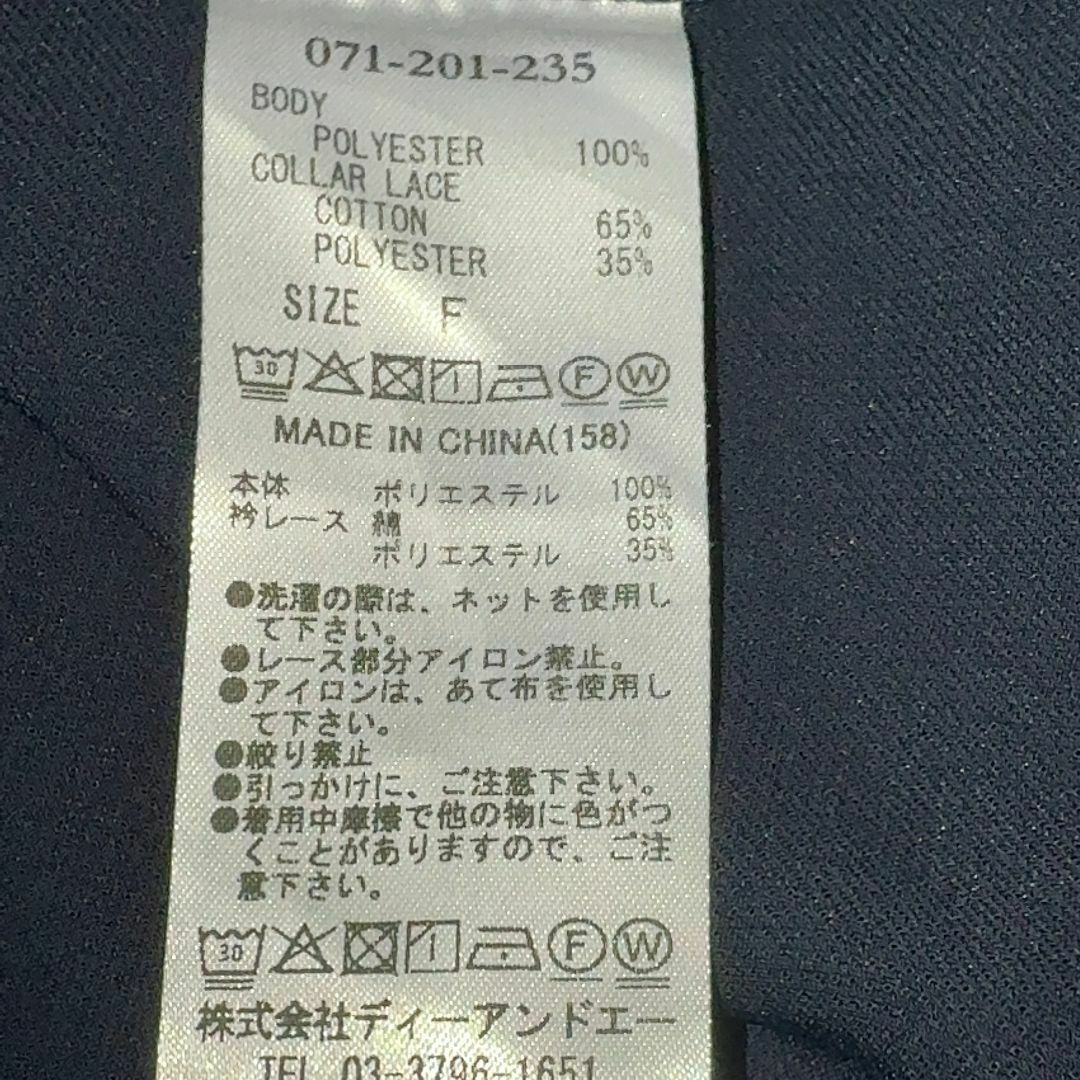 071-201-235
BODY
POLYESTER 100%
COLLAR LACE
COTTON 65%
POLYESTER 35%
SIZE F
30 F W
MADE IN CHINA(158)
本体 ポリエステル 100%
衿レース 綿 65%
ポリエステル 35%
●洗濯の際は、ネットを使用し
て下さい。
●レース部分アイロン禁止。
●アイロンは、あて布を使用し
て下さい。
●絞り禁止
●引っかけに、ご注意下さい。
●着用中摩擦で他の物に色がつ
くことがありますので、ご注
意下さい。
30 F W
株式会社ディーアンドエー
TEL 03-3796-1651